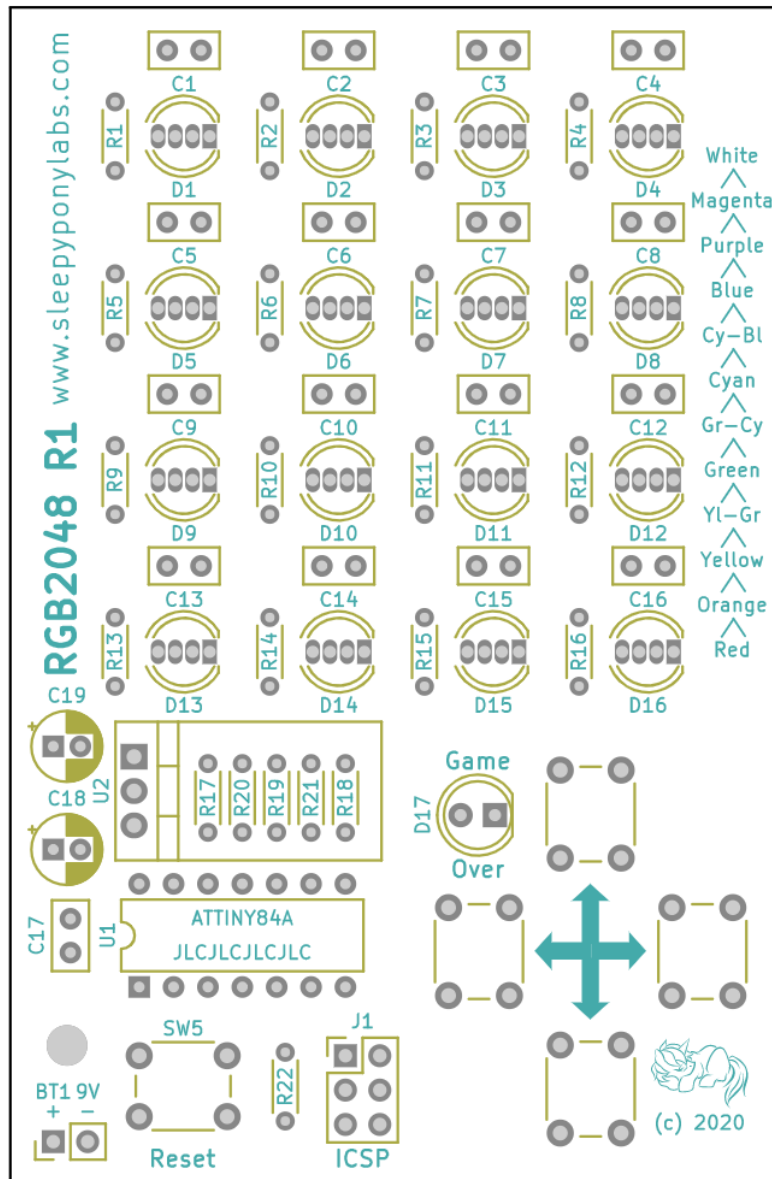 www.sleepyponylabs.com
RGB2048 R1
C1 C2 C3 C4
R1 R2 R3 R4
D1 D2 D3 D4
C5 C6 C7 C8
R5 R6 R7 R8
D5 D6 D7 D8
C9 C10 C11 C12
R9 R10 R11 R12
D9 D10 D11 D12
C13 C14 C15 C16
R13 R14 R15 R16
D13 D14 D15 D16
White
Magenta
Purple
Blue
Cy-Bl
Cyan
Gr-Cy
Green
Yl-Gr
Yellow
Orange
Red
C19
+
C18
+
U2
R17 R20 R19 R21 R18
Game
D17
Over
C17
U1
ATTINY84A
JLCJLCJLCJLC
SW5
Reset
R22
J1
ICSP
BT1 9V
+ -
(c) 2020